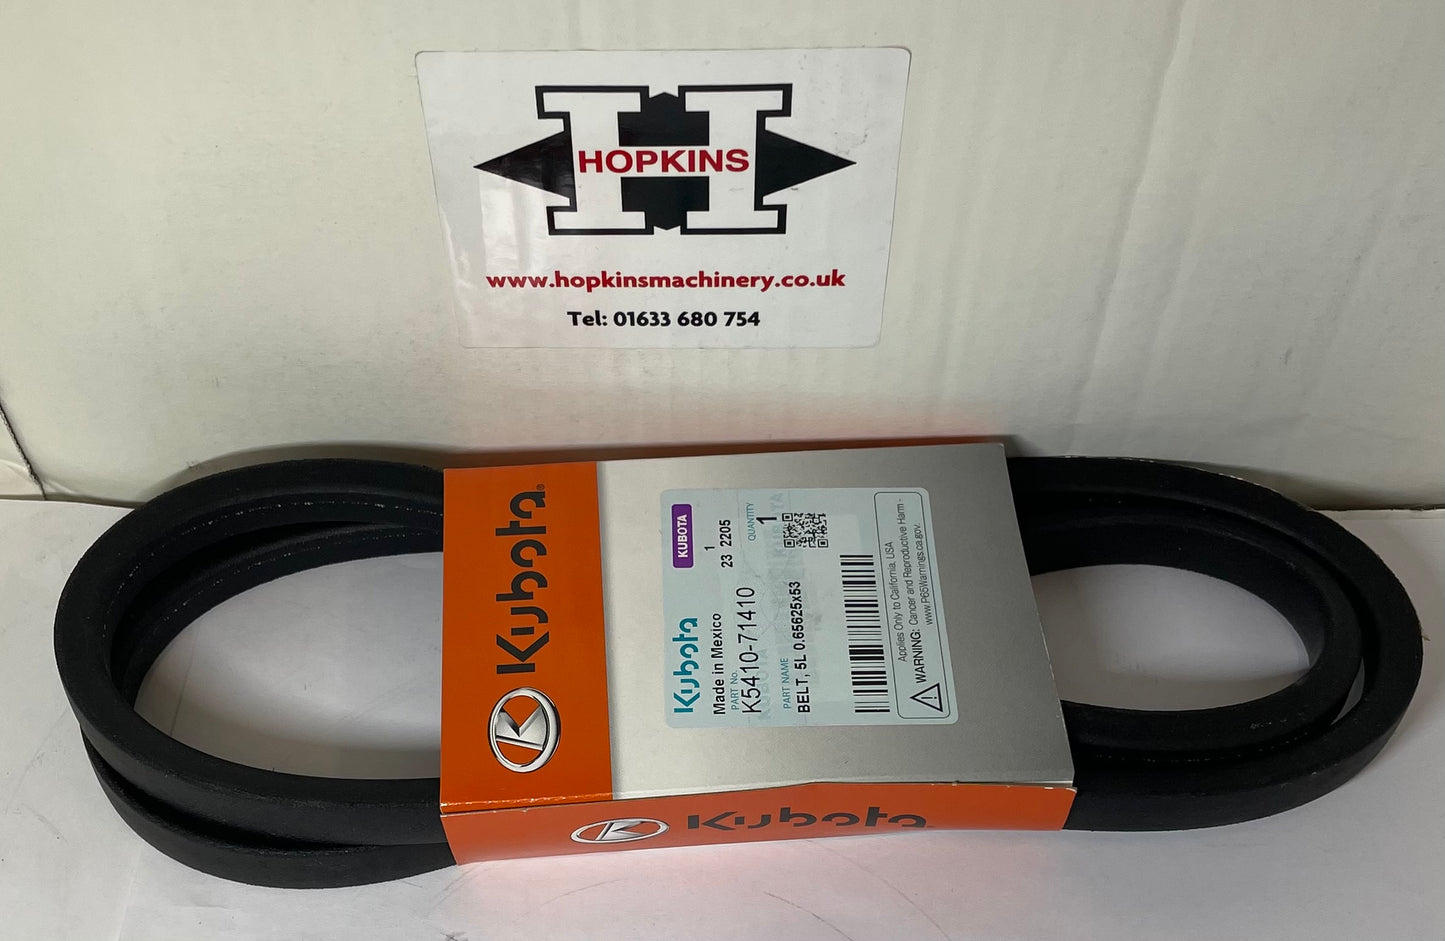 HOPKINS
www.hopkinsmachinery.co.uk
Tel: 01633 680 754
Kubota
KUBOTA
1
23 2205
QUANTITY
1
Kubota
Made in Mexico
PART No.
K5410-71410
PART NAME
BELT, 5L 0.65625x53
Applies Only to California, USA
WARNING: Cancer and Reproductive Harm -
www.P65Warnings.ca.gov.
Kubota